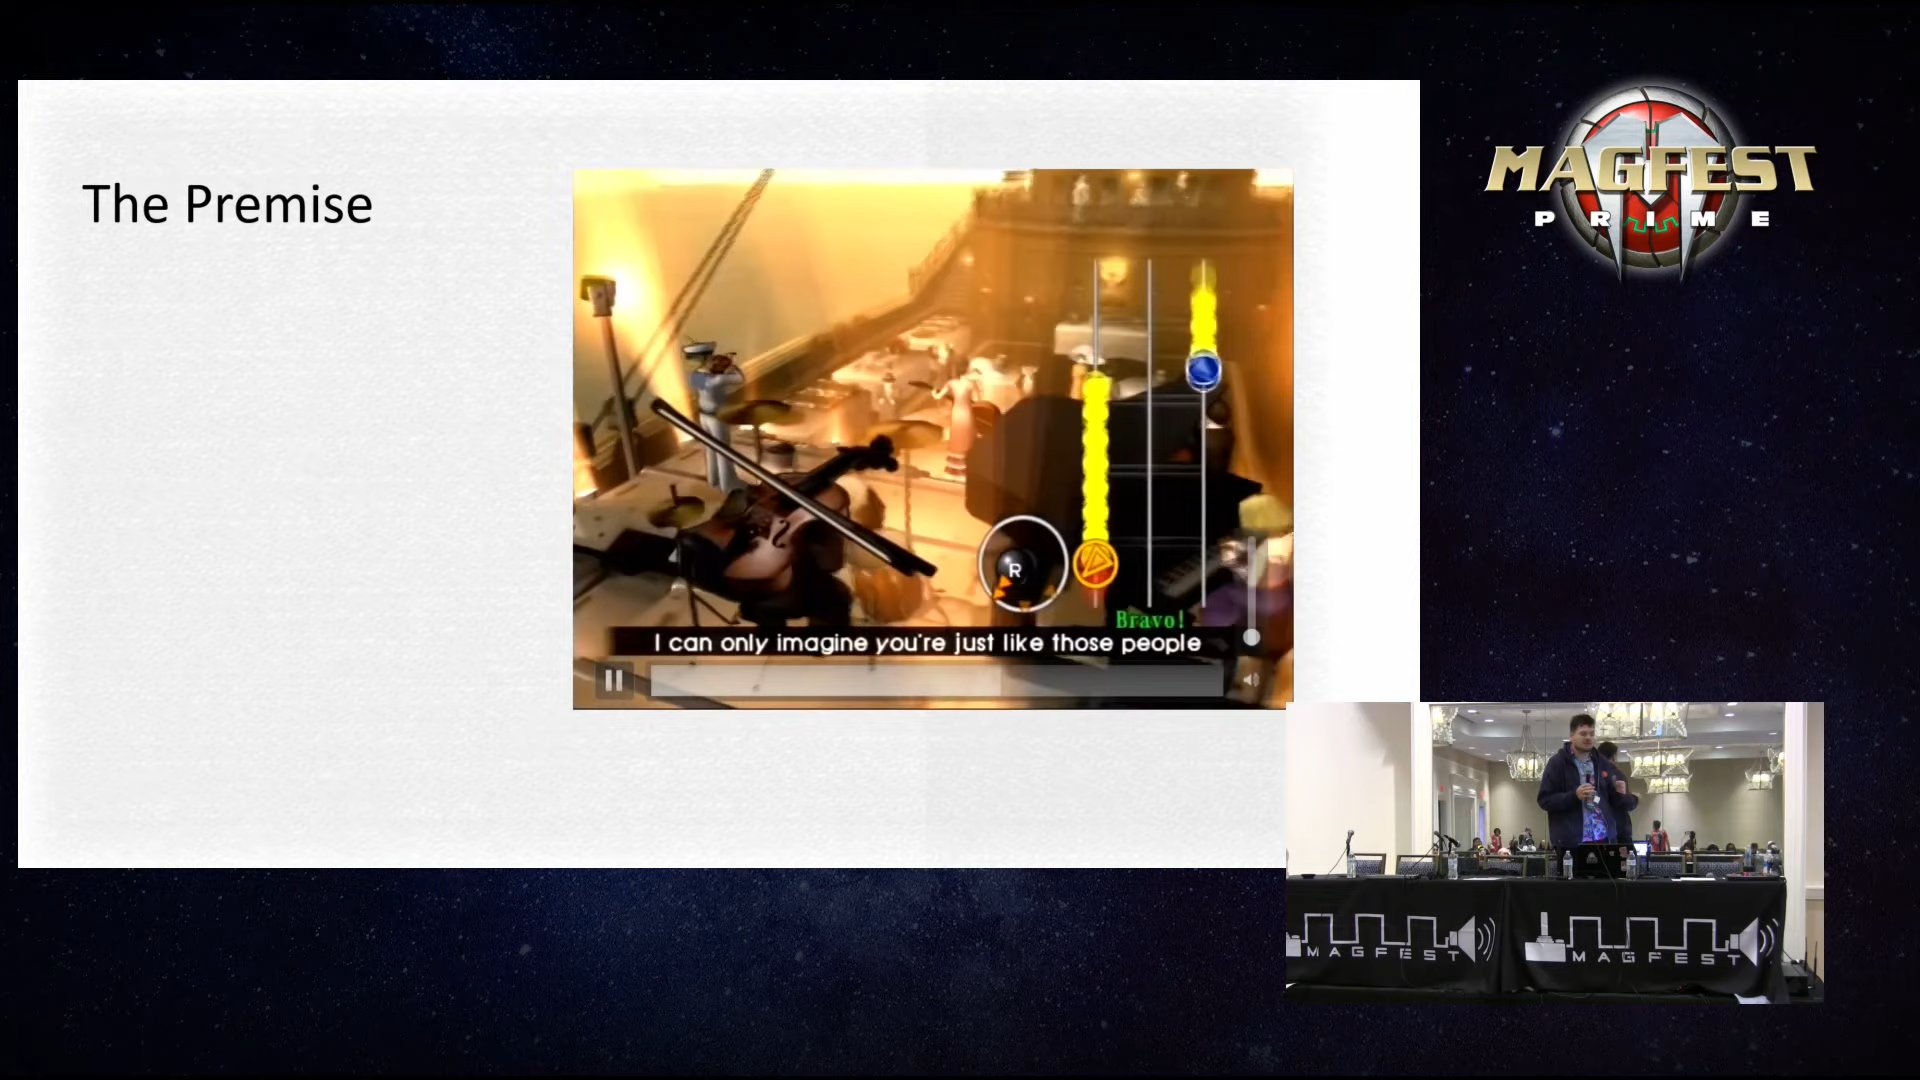 The Premise
R
Bravo!
I can only imagine you're just like those people
MAGFEST
PRIME
MAGFEST
MAGFEST